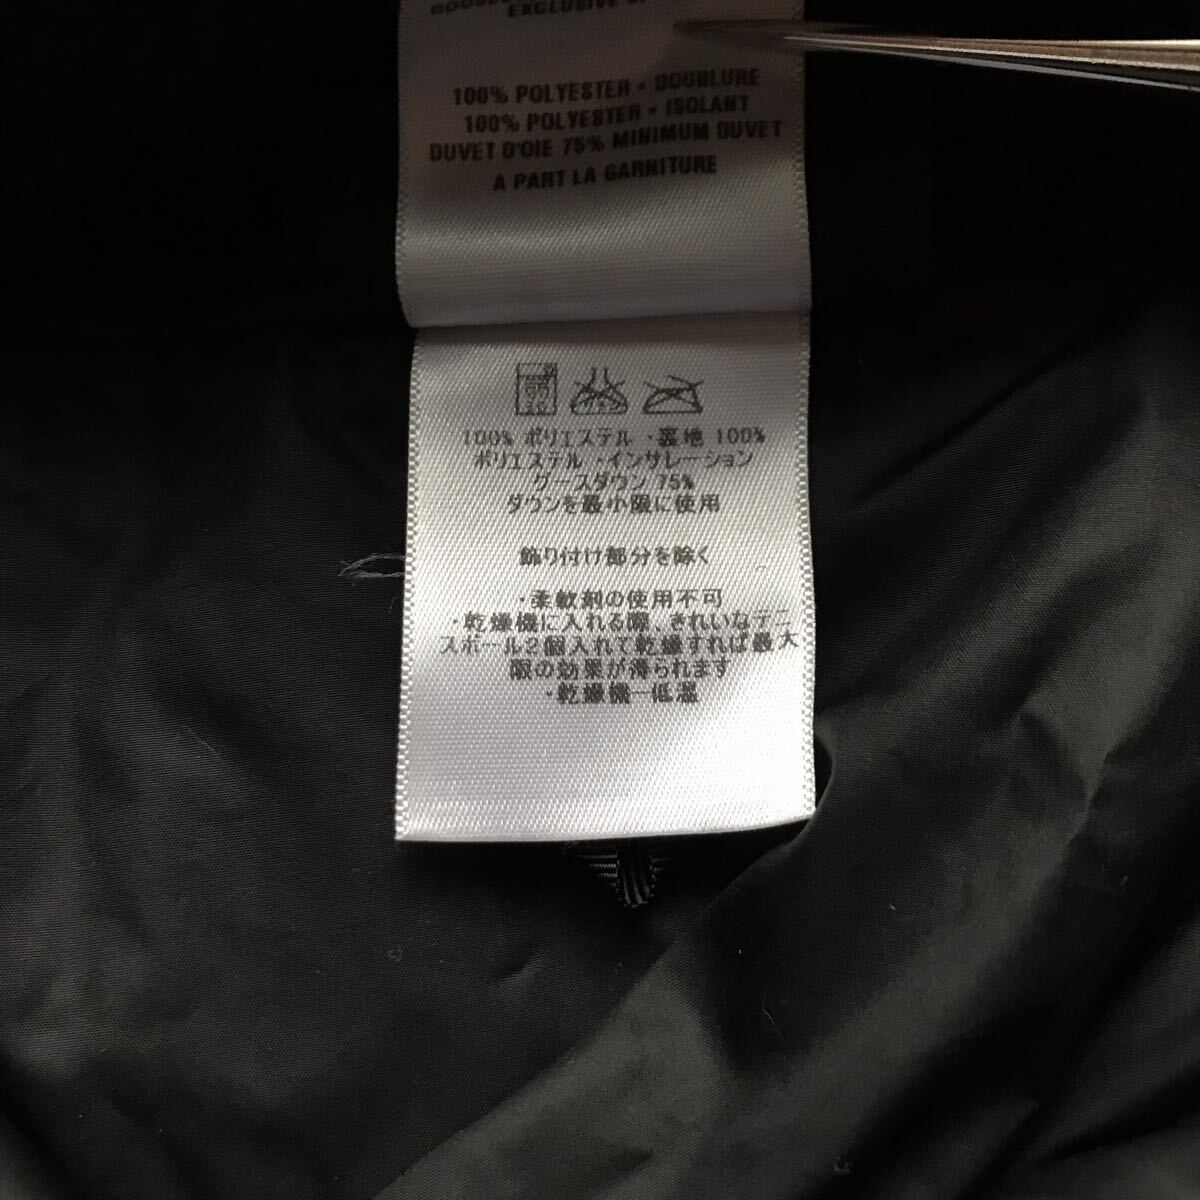 EXCLUSIVE
100% POLYESTER • DOUBLURE
100% POLYESTER • ISOLANT
DUVET D'OIE 75% MINIMUM DUVET
A PART LA GARNITURE
100% ポリエステル ・裏地 100%
ポリエステル ・インサレーション
グースダウン 75%
ダウンを最小限に使用
飾り付け部分を除く
・柔軟剤の使用不可
・乾燥機に入れる際、きれいなテニ
スボール2個入れて乾燥すれば最大
限の効果が得られます
・乾燥機ー低温